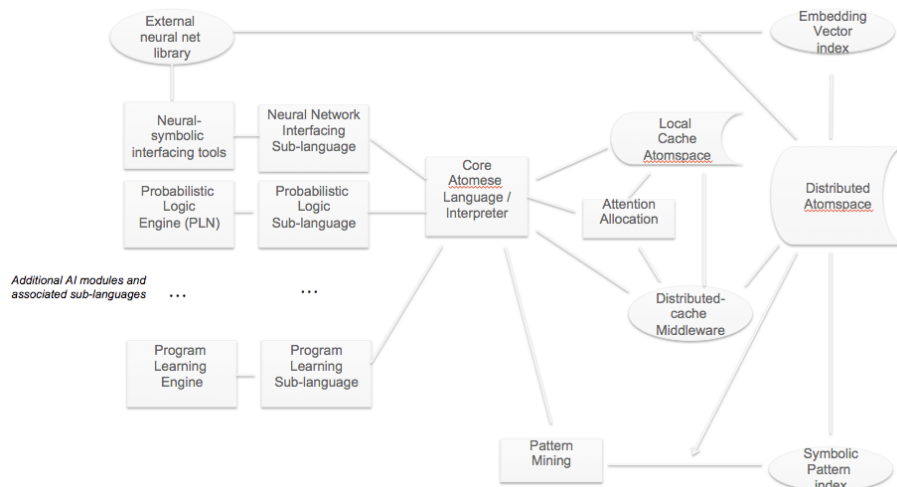 External
neural net
library
Embedding
Vector
index
Neural-
symbolic
interfacing tools
Neural Network
Interfacing
Sub-language
Local
Cache
Atomspace
Core
Atomese
Language /
Interpreter
Probabilistic
Logic
Engine (PLN)
Probabilistic
Logic
Sub-language
Attention
Allocation
Distributed
Atomspace
Additional AI modules and
associated sub-languages
...
...
Distributed-
cache
Middleware
Program
Learning
Engine
Program
Learning
Sub-language
Pattern
Mining
Symbolic
Pattern
index